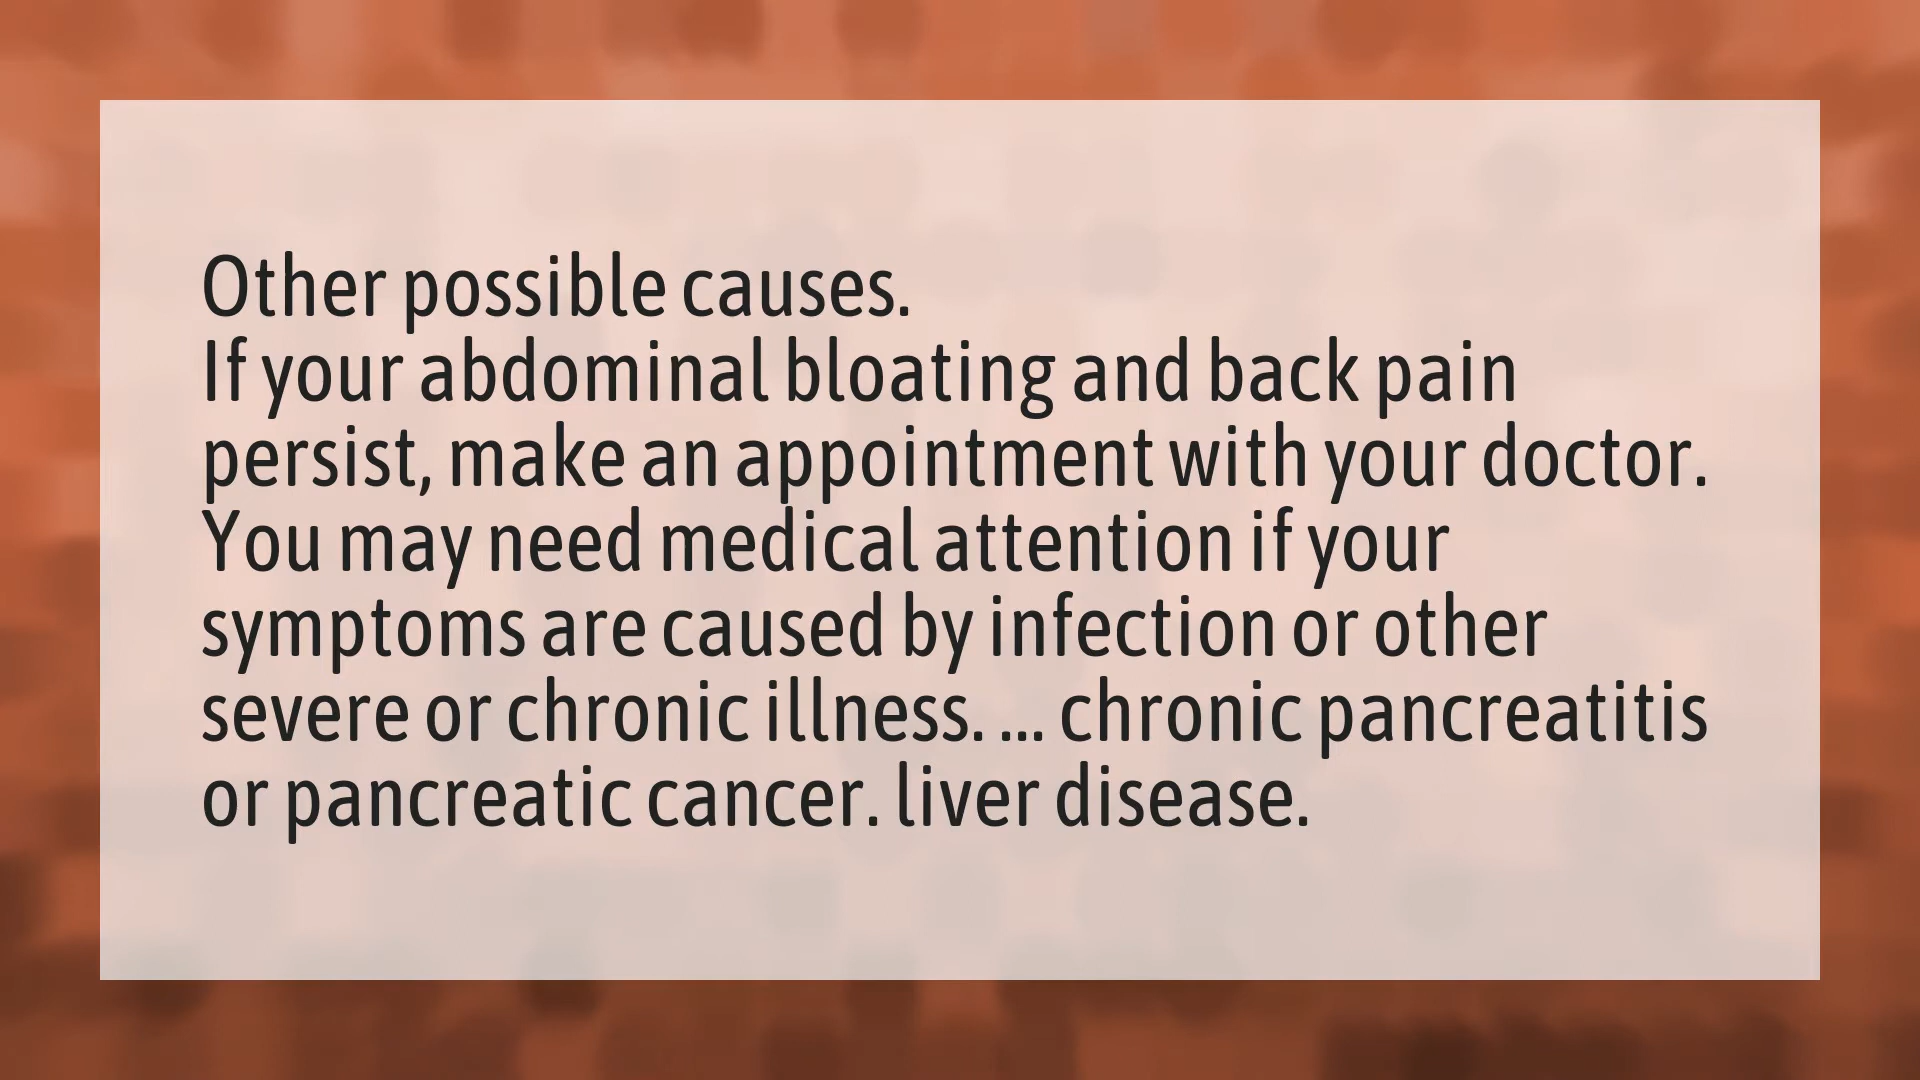 Other possible causes.
If your abdominal bloating and back pain
persist, make an appointment with your doctor.
You may need medical attention if your
symptoms are caused by infection or other
severe or chronic illness. ... chronic pancreatitis
or pancreatic cancer. liver disease.